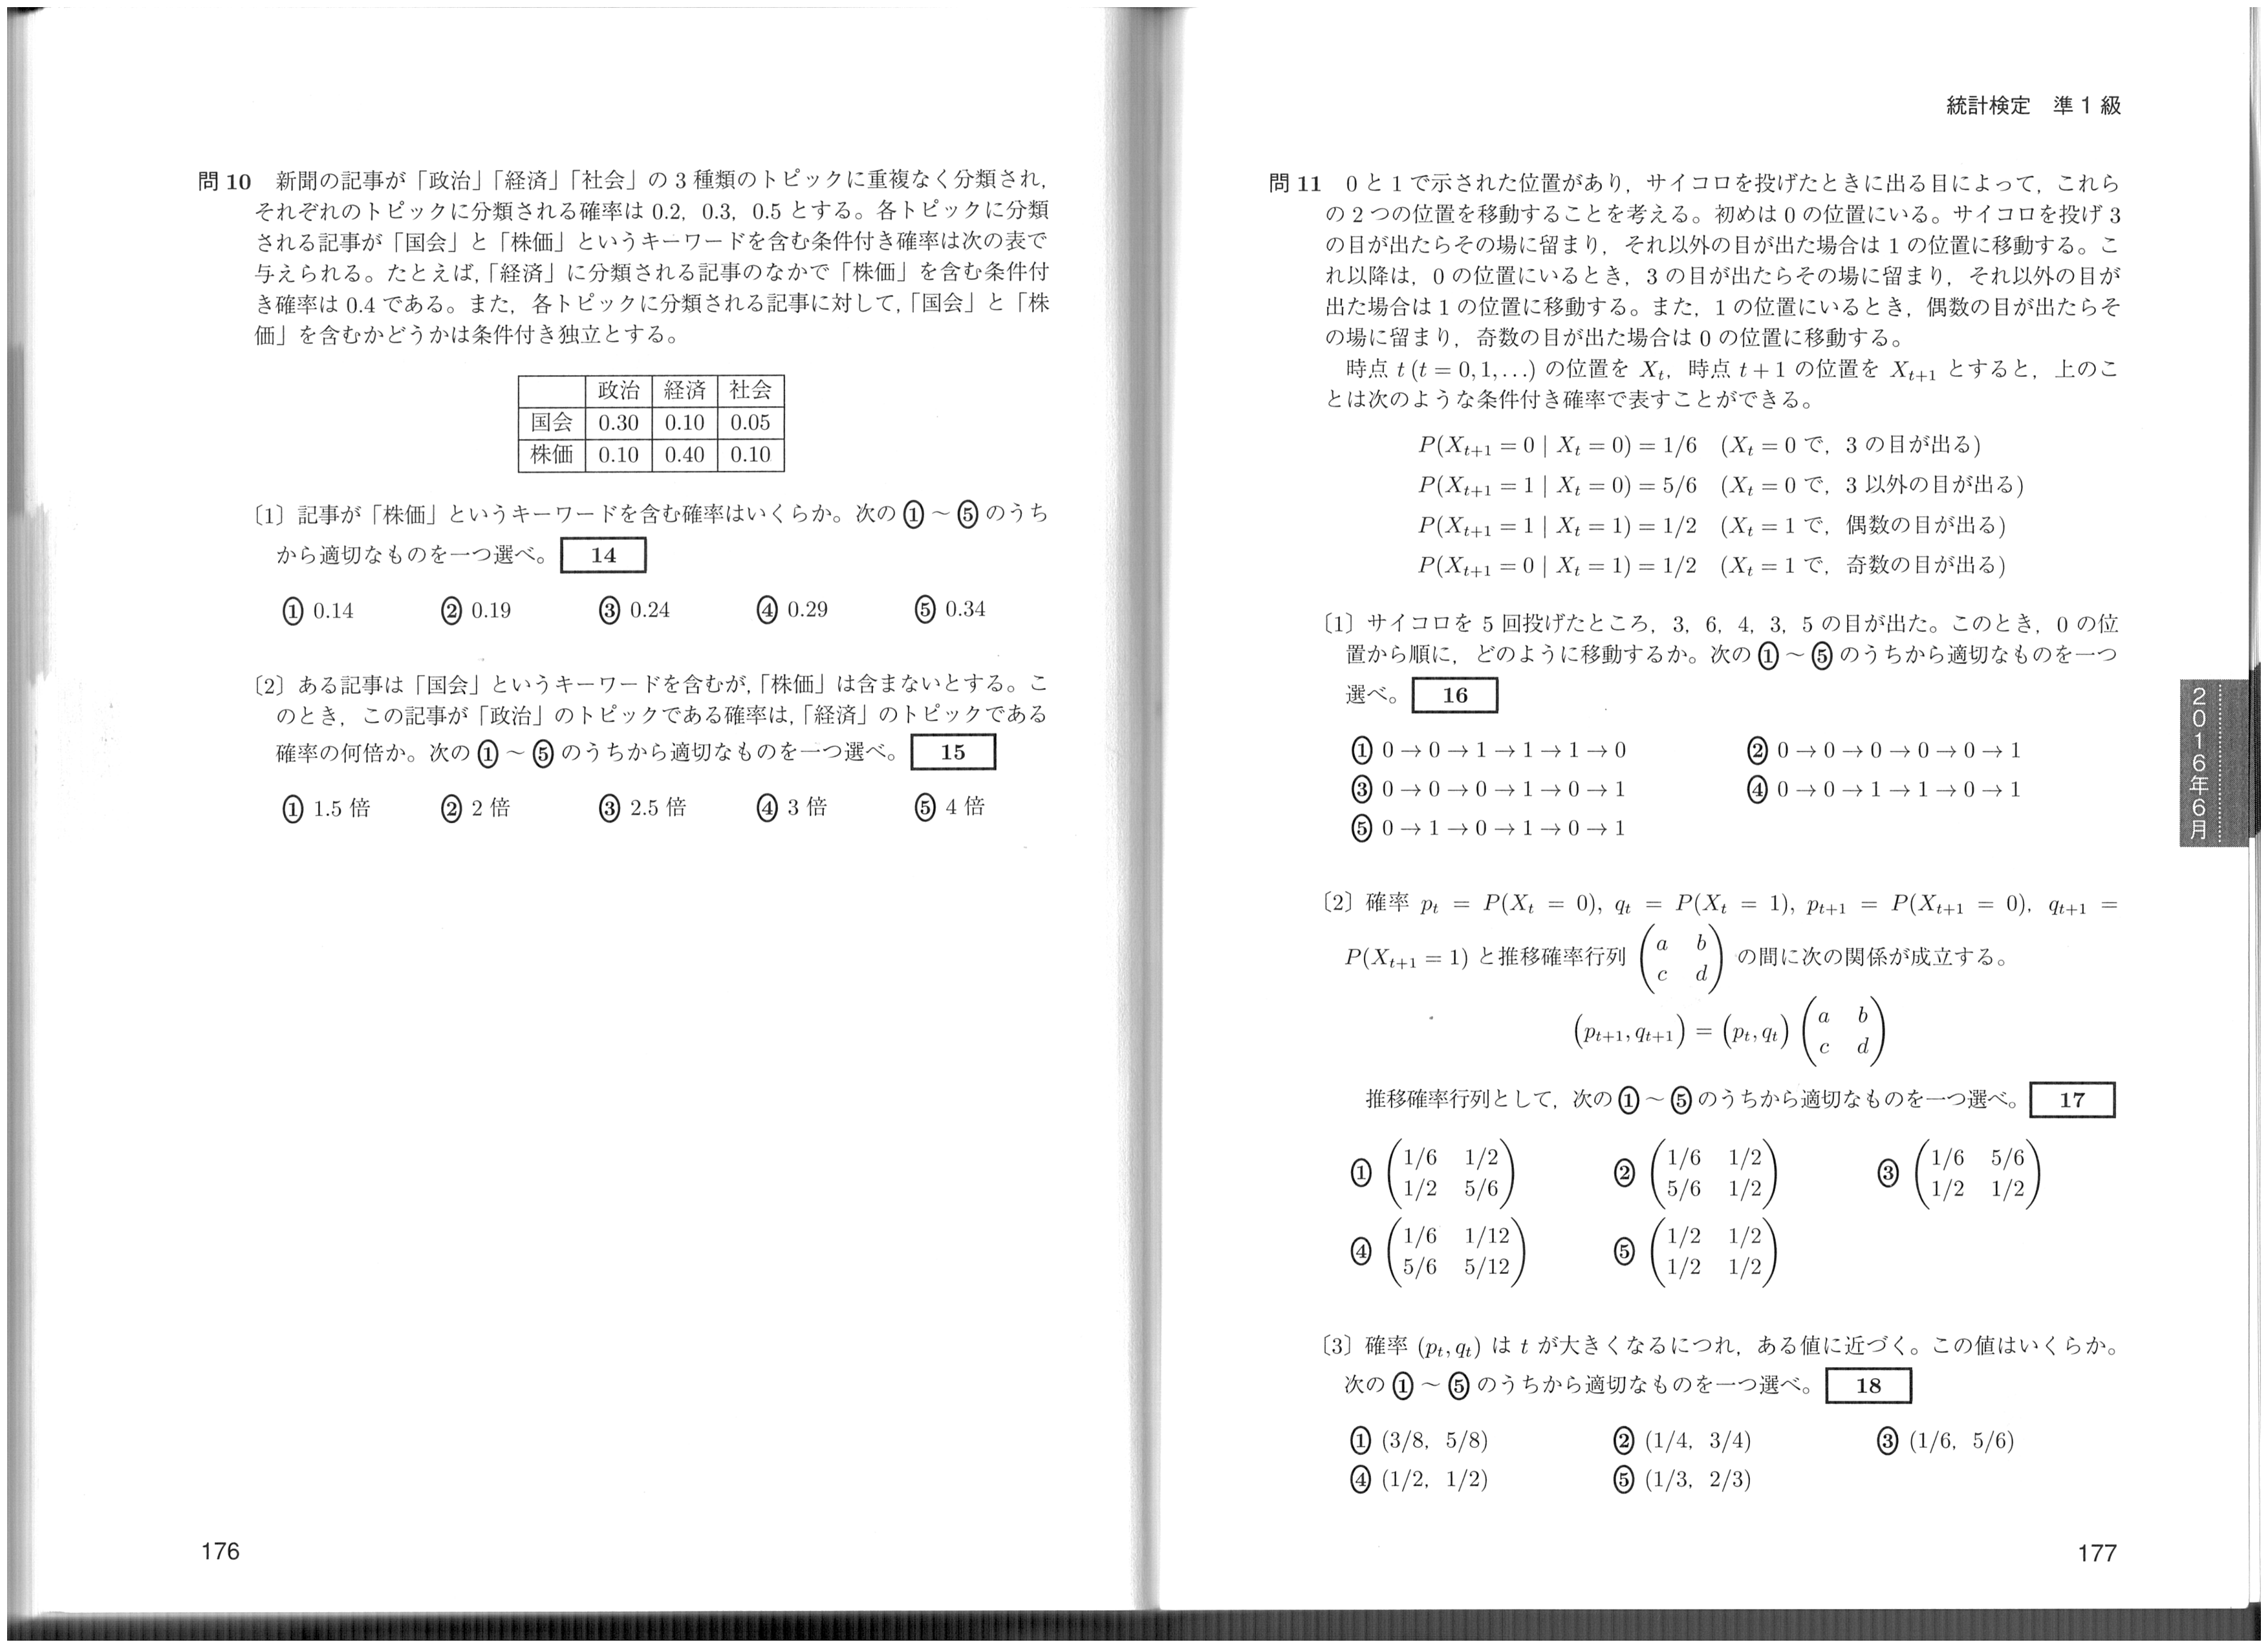 問 10　新聞の記事が「政治」「経済」「社会」の 3 種類のトピックに重複なく分類され，
それぞれのトピックに分類される確率は 0.2，0.3，0.5 とする。各トピックに分類
される記事が「国会」と「株価」というキーワードを含む条件付き確率は次の表で
与えられる。たとえば，「経済」に分類される記事のなかで「株価」を含む条件付
き確率は 0.4 である。また，各トピックに分類される記事に対して，「国会」と「株
価」を含むかどうかは条件付き独立とする。
政治 経済 社会
国会 0.30 0.10 0.05
株価 0.10 0.40 0.10
〔1〕記事が「株価」というキーワードを含む確率はいくらか。次の ① ～ ⑤ のうち
から適切なものを一つ選べ。 14
① 0.14 ② 0.19 ③ 0.24 ④ 0.29 ⑤ 0.34
〔2〕ある記事は「国会」というキーワードを含むが，「株価」は含まないとする。こ
のとき，この記事が「政治」のトピックである確率は，「経済」のトピックである
確率の何倍か。次の ① ～ ⑤ のうちから適切なものを一つ選べ。 15
① 1.5 倍 ② 2 倍 ③ 2.5 倍 ④ 3 倍 ⑤ 4 倍
176
統計検定　準 1 級
問 11　0 と 1 で示された位置があり，サイコロを投げたときに出る目によって，これら
の 2 つの位置を移動することを考える。初めは 0 の位置にいる。サイコロを投げ 3
の目が出たらその場に留まり，それ以外の目が出た場合は 1 の位置に移動する。こ
れ以降は，0 の位置にいるとき，3 の目が出たらその場に留まり，それ以外の目が
出た場合は 1 の位置に移動する。また，1 の位置にいるとき，偶数の目が出たらそ
の場に留まり，奇数の目が出た場合は 0 の位置に移動する。
時点 t (t = 0, 1, . . .) の位置を Xt，時点 t + 1 の位置を Xt+1 とすると，上のこ
とは次のような条件付き確率で表すことができる。
P(Xt+1 = 0 | Xt = 0) = 1/6　(Xt = 0 で，3 の目が出る)
P(Xt+1 = 1 | Xt = 0) = 5/6　(Xt = 0 で，3 以外の目が出る)
P(Xt+1 = 1 | Xt = 1) = 1/2　(Xt = 1 で，偶数の目が出る)
P(Xt+1 = 0 | Xt = 1) = 1/2　(Xt = 1 で，奇数の目が出る)
〔1〕サイコロを 5 回投げたところ，3，6，4，3，5 の目が出た。このとき，0 の位
置から順に，どのように移動するか。次の ① ～ ⑤ のうちから適切なものを一つ
選べ。 16
① 0 → 0 → 1 → 1 → 1 → 0 ② 0 → 0 → 0 → 0 → 0 → 1
③ 0 → 0 → 0 → 1 → 0 → 1 ④ 0 → 0 → 1 → 1 → 0 → 1
⑤ 0 → 1 → 0 → 1 → 0 → 1
〔2〕確率 pt = P(Xt = 0), qt = P(Xt = 1), pt+1 = P(Xt+1 = 0), qt+1 =
P(Xt+1 = 1) と推移確率行列 (a b c d) の間に次の関係が成立する。
(pt+1, qt+1) = (pt, qt) (a b c d)
推移確率行列として，次の ① ～ ⑤ のうちから適切なものを一つ選べ。 17
① (1/6 1/2 1/2 5/6) ② (1/6 1/2 5/6 1/2) ③ (1/6 5/6 1/2 1/2)
④ (1/6 1/12 5/6 5/12) ⑤ (1/2 1/2 1/2 1/2)
〔3〕確率 (pt, qt) は t が大きくなるにつれ，ある値に近づく。この値はいくらか。
次の ① ～ ⑤ のうちから適切なものを一つ選べ。 18
① (3/8, 5/8) ② (1/4, 3/4) ③ (1/6, 5/6)
④ (1/2, 1/2) ⑤ (1/3, 2/3)
2016年6月
177